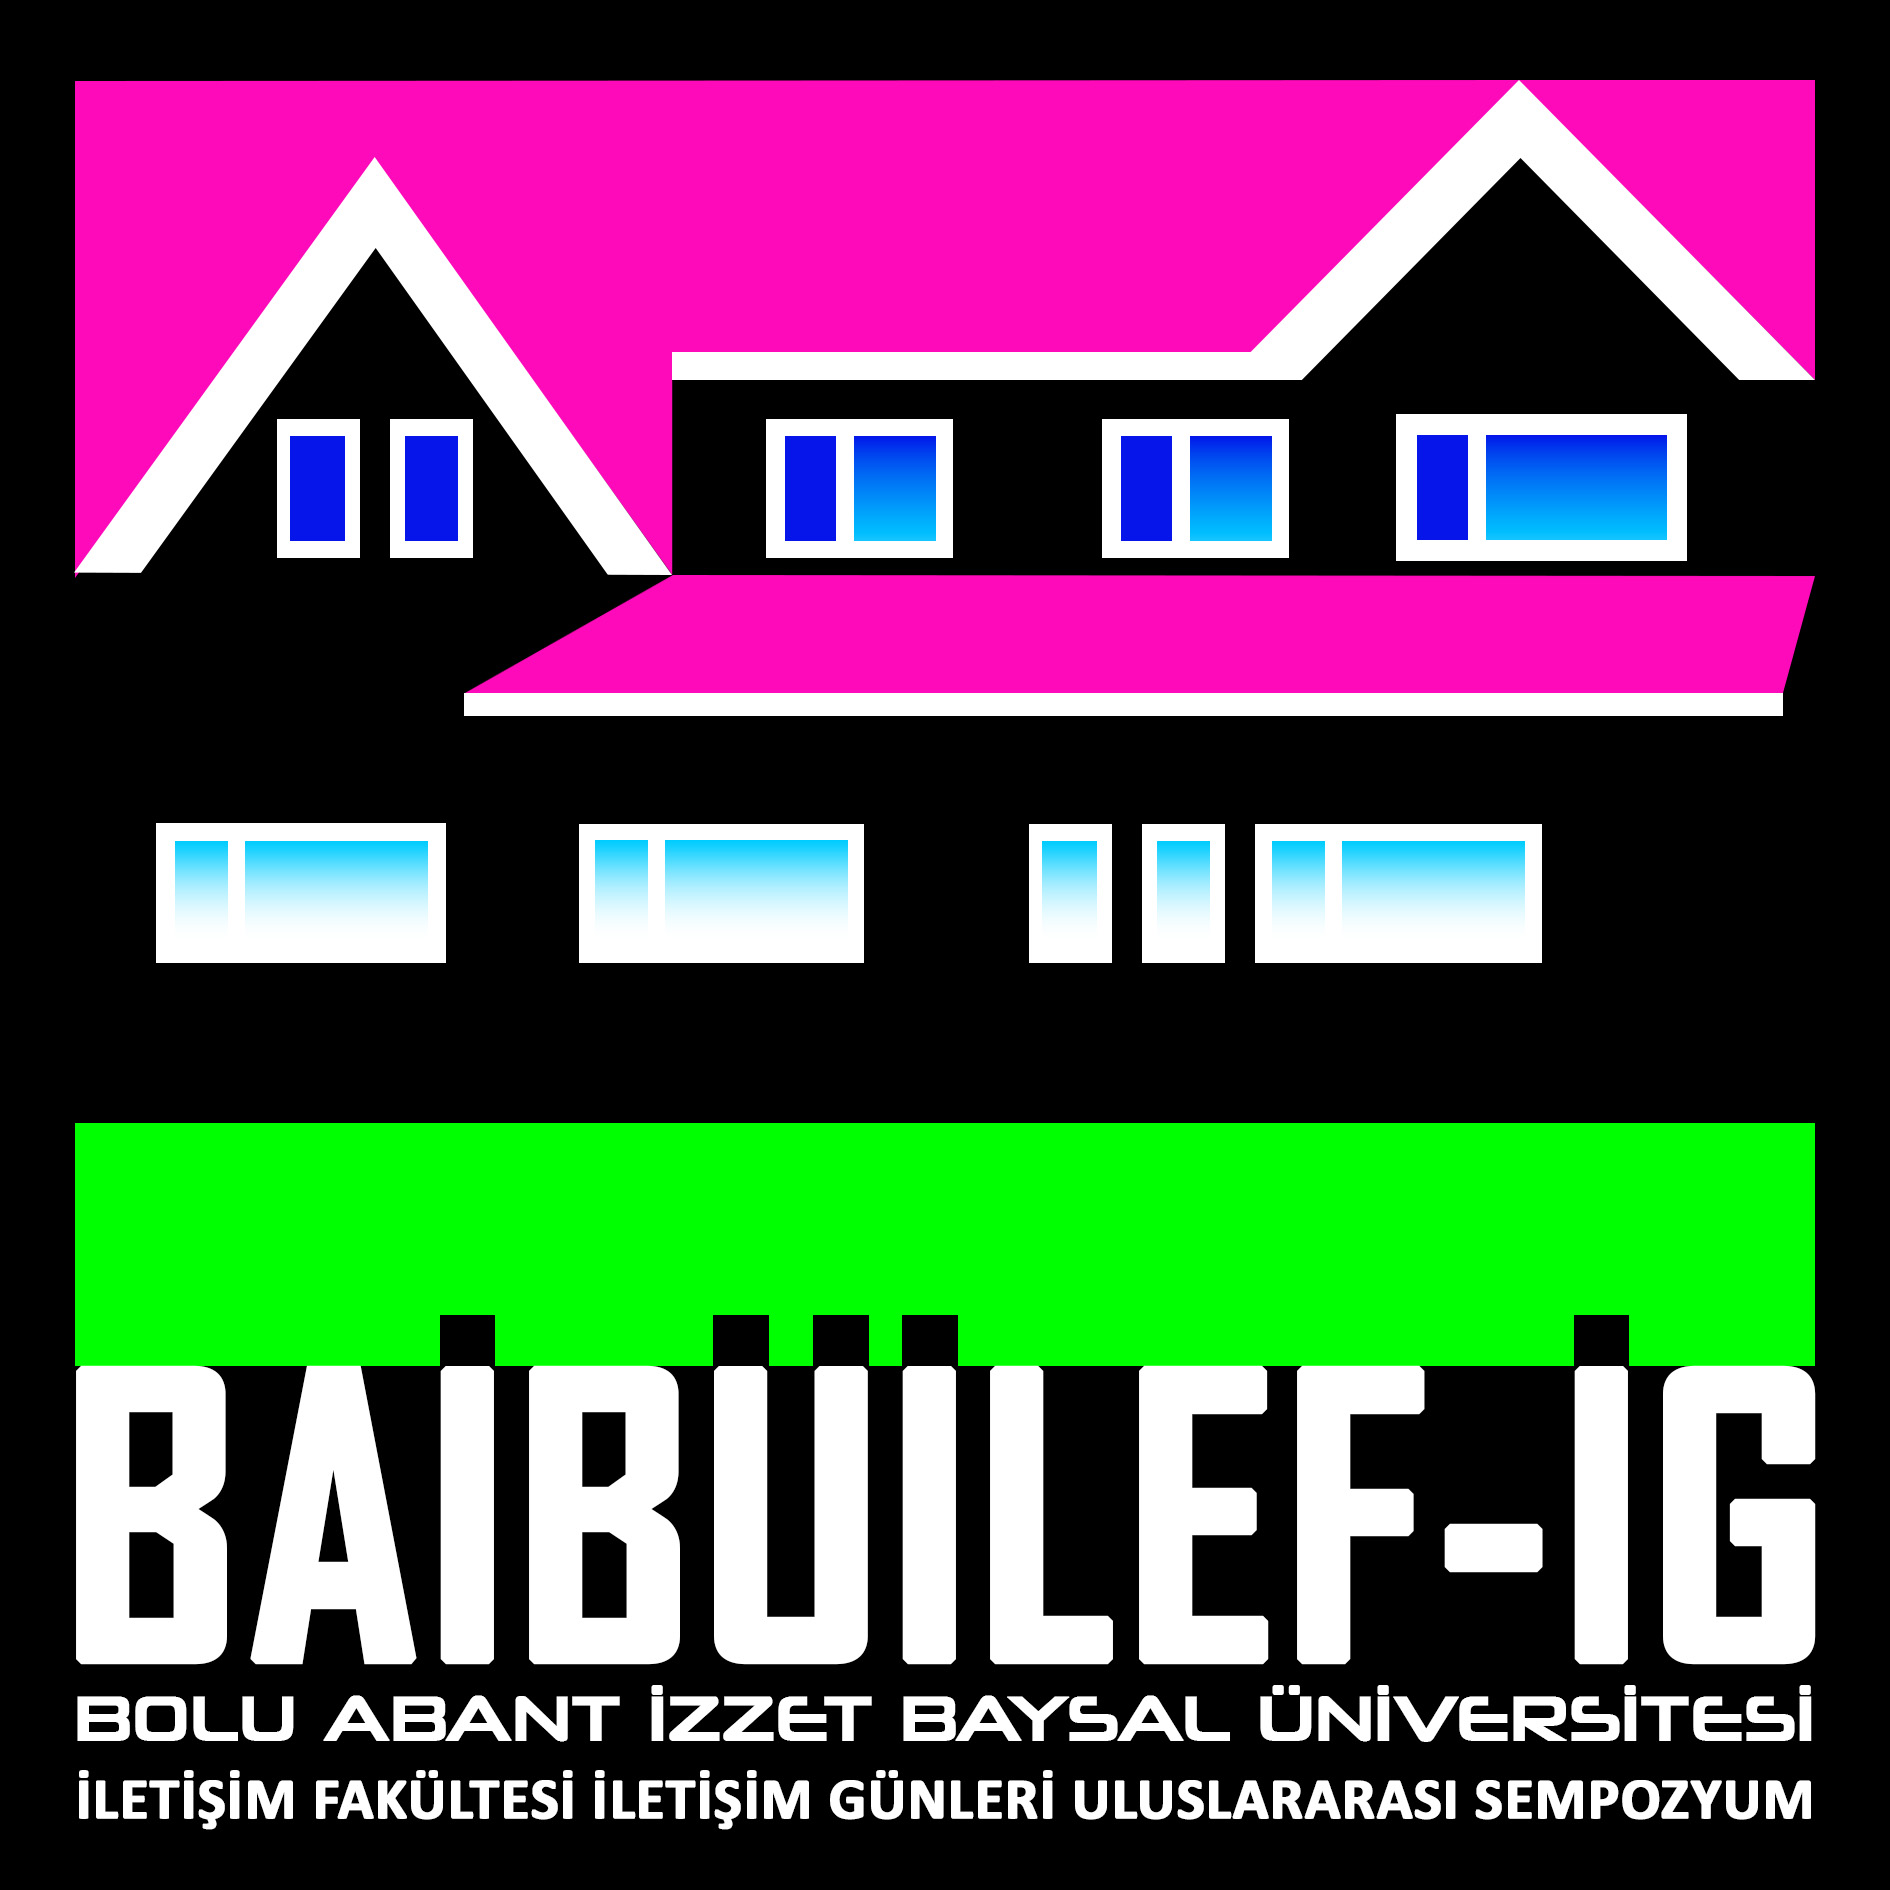 BAİBÜİLEF-İG
BOLU ABANT İZZET BAYSAL ÜNİVERSİTESİ
İLETİŞİM FAKÜLTESİ İLETİŞİM GÜNLERİ ULUSLARARASI SEMPOZYUM